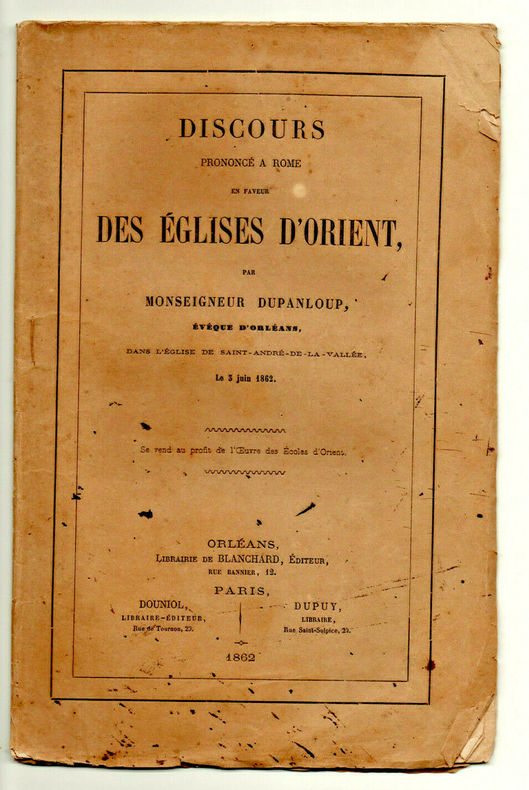 DISCOURS
PRONONCÉ A ROME
EN FAVEUR
DES ÉGLISES D'ORIENT,
PAR
MONSEIGNEUR DUPANLOUP,
ÉVÊQUE D'ORLÉANS,
DANS L'ÉGLISE DE SAINT-ANDRÉ-DE-LA-VALLÉE,
Le 3 juin 1862.
Se vend au profit de l'Œuvre des Écoles d'Orient.
ORLÉANS,
LIBRAIRIE DE BLANCHARD, ÉDITEUR,
RUE BANNIER, 12.
PARIS,
DOUNIOL,
LIBRAIRE-ÉDITEUR,
Rue de Tournon, 29.
DUPUY,
LIBRAIRE,
Rue Saint-Sulpice, 29.
1862